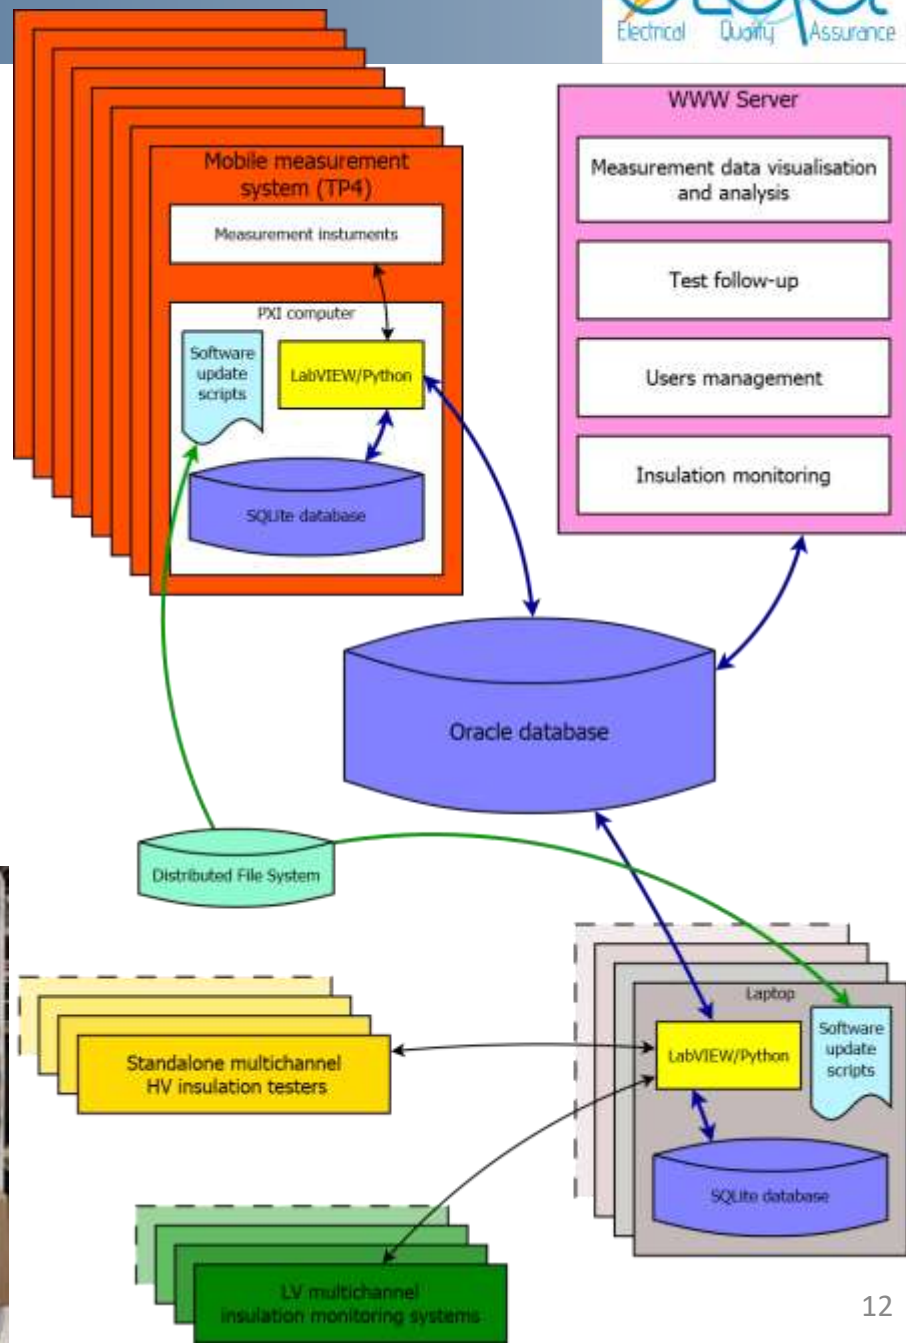 Electrical Quality Assurance
Mobile measurement
system (TP4)
Measurement instuments
PXI computer
Software
update
scripts
LabVIEW/Python
SQLite database
WWW Server
Measurement data visualisation
and analysis
Test follow-up
Users management
Insulation monitoring
Oracle database
Distributed File System
Standalone multichannel
HV insulation testers
Laptop
LabVIEW/Python
Software
update
scripts
SQLite database
LV multichannel
insulation monitoring systems
12